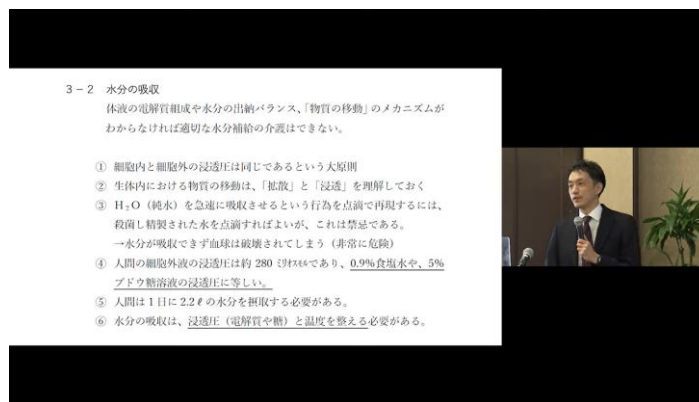 3－2　水分の吸収
体液の電解質組成や水分の出納バランス、「物質の移動」のメカニズムが
わからなければ適切な水分補給の介護はできない。
① 細胞内と細胞外の浸透圧は同じであるという大原則
② 生体内における物質の移動は、「拡散」と「浸透」を理解しておく
③ H₂O（純水）を急速に吸収させるという行為を点滴で再現するには、
殺菌し精製された水を点滴すればよいが、これは禁忌である。
→水分が吸収できず血球は破壊されてしまう（非常に危険）
④ 人間の細胞外液の浸透圧は約 280 ミリオスモルであり、0.9%食塩水や、5%
ブドウ糖溶液の浸透圧に等しい。
⑤ 人間は1日に 2.2ℓの水分を摂取する必要がある。
⑥ 水分の吸収は、浸透圧（電解質や糖）と温度を整える必要がある。